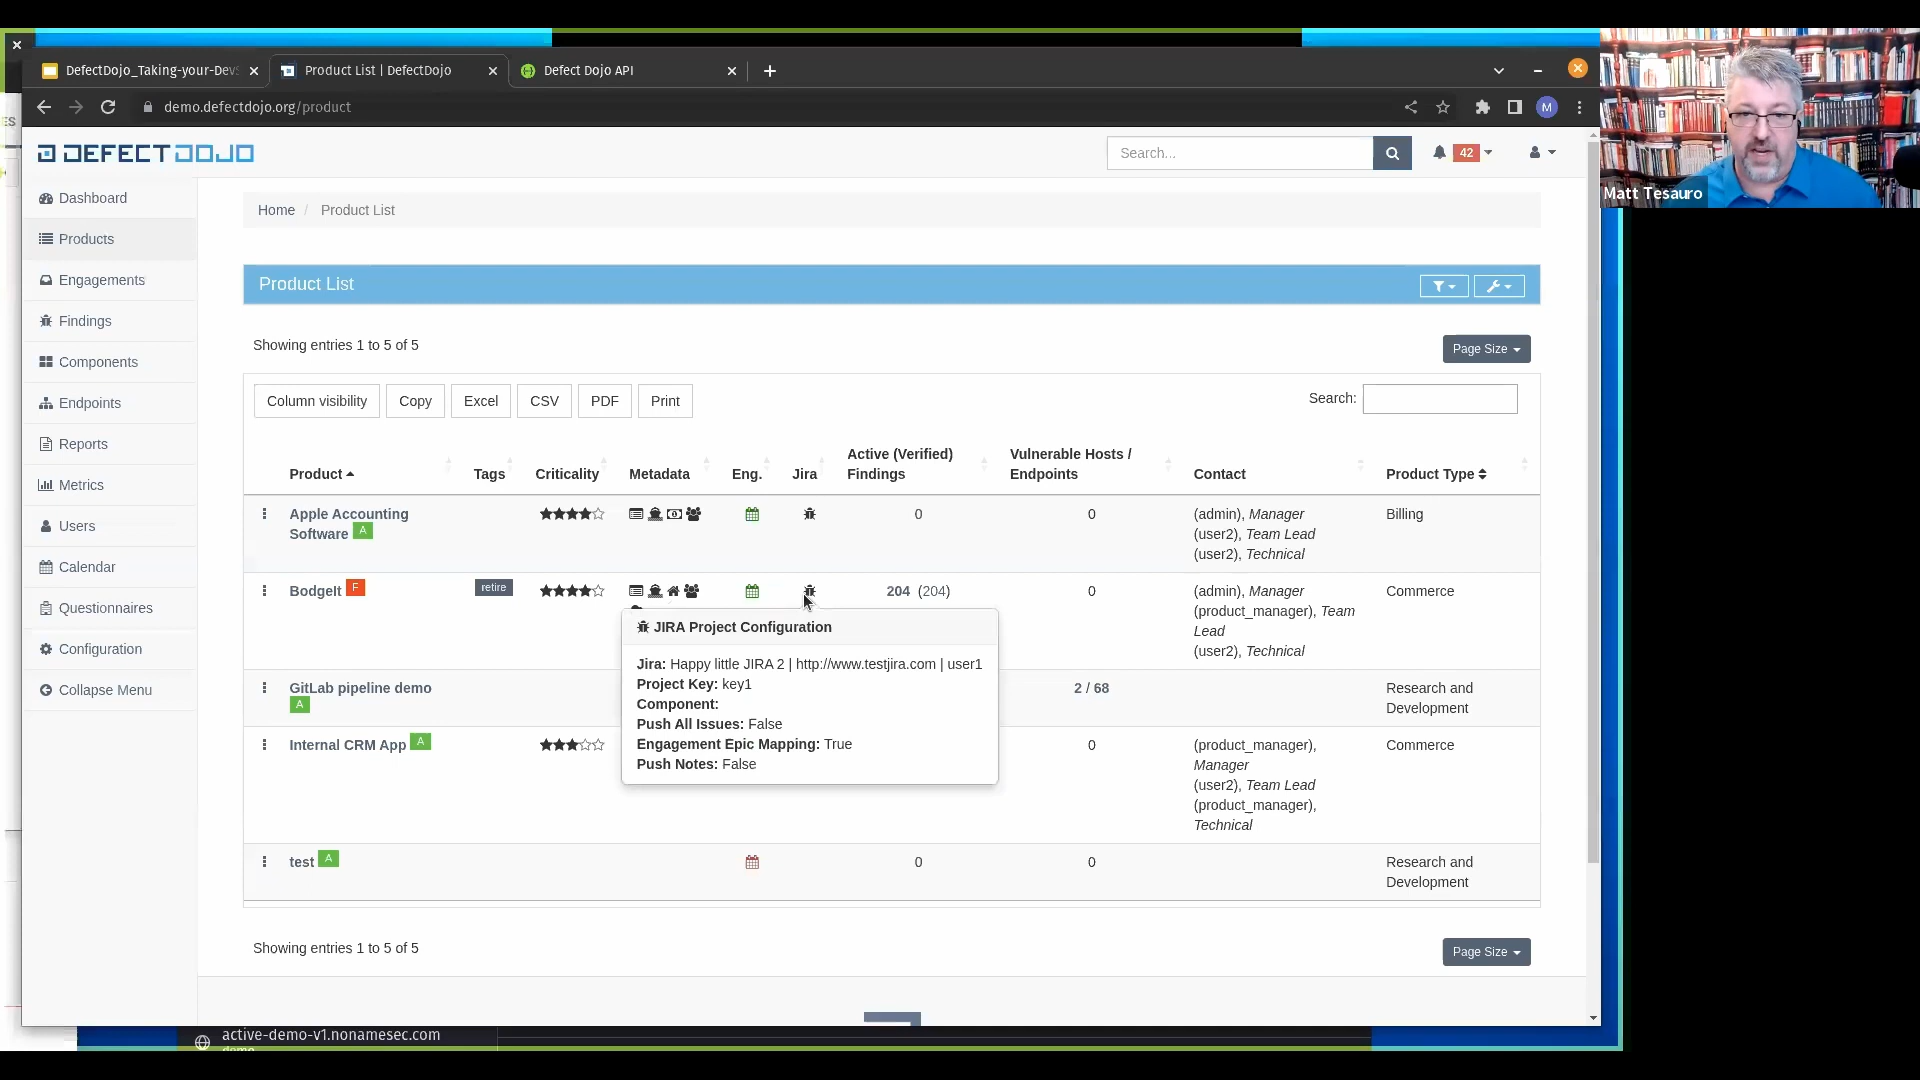 DefectDojo_Taking-your-Dev
Product List | DefectDojo
Defect Dojo API
demo.defectdojo.org/product
M
Matt Tesauro
ES
DEFECTDOJO
Search...
42
Dashboard
Products
Engagements
Findings
Components
Endpoints
Reports
Metrics
Users
Calendar
Questionnaires
Configuration
Collapse Menu
Home / Product List
Product List
Showing entries 1 to 5 of 5
Page Size
Column visibility
Copy
Excel
CSV
PDF
Print
Search:
Product
Tags
Criticality
Metadata
Eng.
Jira
Active (Verified)
Findings
Vulnerable Hosts /
Endpoints
Contact
Product Type
Apple Accounting
Software A
0
0
(admin), Manager
(user2), Team Lead
(user2), Technical
Billing
BodgeIt F
retire
204 (204)
0
(admin), Manager
(product_manager), Team
Lead
(user2), Technical
Commerce
JIRA Project Configuration
Jira: Happy little JIRA 2 | http://www.testjira.com | user1
Project Key: key1
Component:
Push All Issues: False
Engagement Epic Mapping: True
Push Notes: False
GitLab pipeline demo
A
2 / 68
Research and
Development
Internal CRM App A
0
(product_manager),
Manager
(user2), Team Lead
(product_manager),
Technical
Commerce
test A
0
0
Research and
Development
Showing entries 1 to 5 of 5
Page Size
active-demo-v1.nonamesec.com